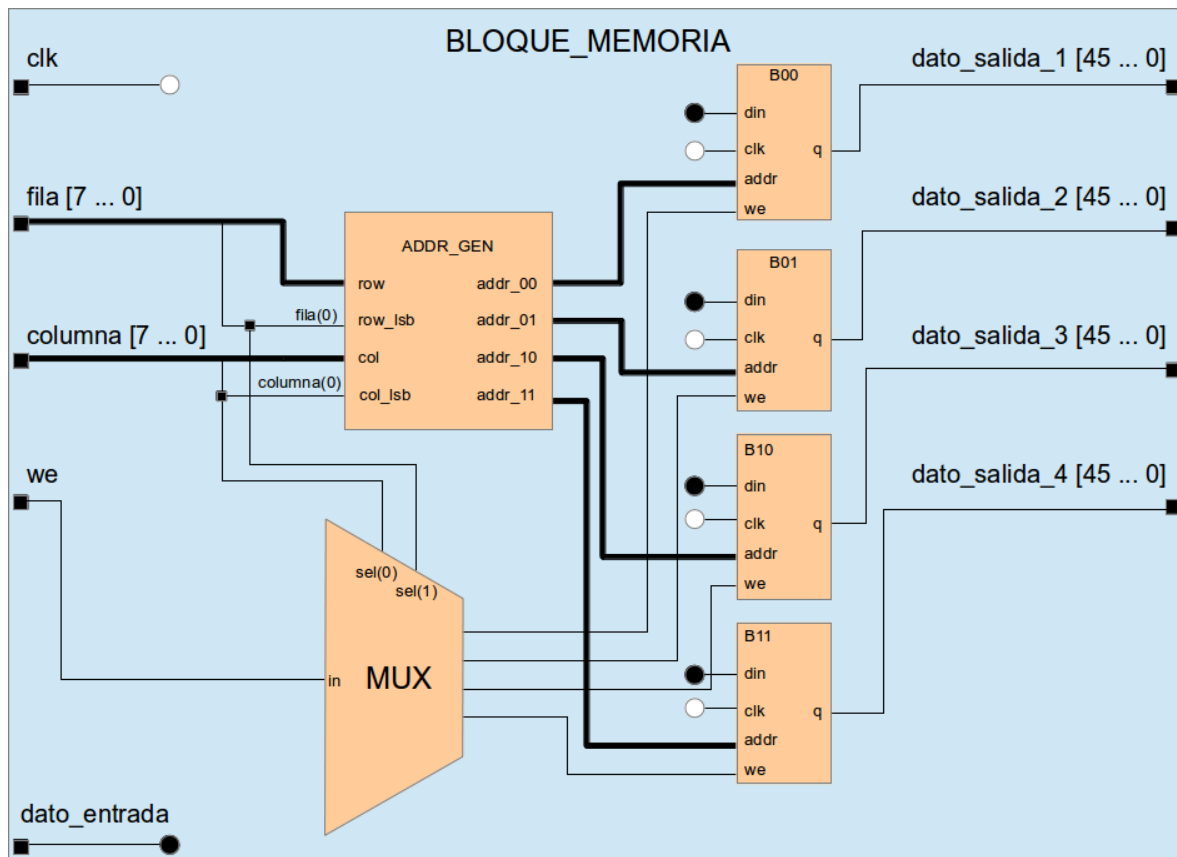 BLOQUE_MEMORIA
clk
fila [7 ... 0]
columna [7 ... 0]
we
dato_entrada
fila(0)
columna(0)
ADDR_GEN
row
row_lsb
col
col_lsb
addr_00
addr_01
addr_10
addr_11
sel(0)
sel(1)
in
MUX
B00
din
clk
addr
we
q
B01
din
clk
addr
we
q
B10
din
clk
addr
we
q
B11
din
clk
addr
we
q
dato_salida_1 [45 ... 0]
dato_salida_2 [45 ... 0]
dato_salida_3 [45 ... 0]
dato_salida_4 [45 ... 0]